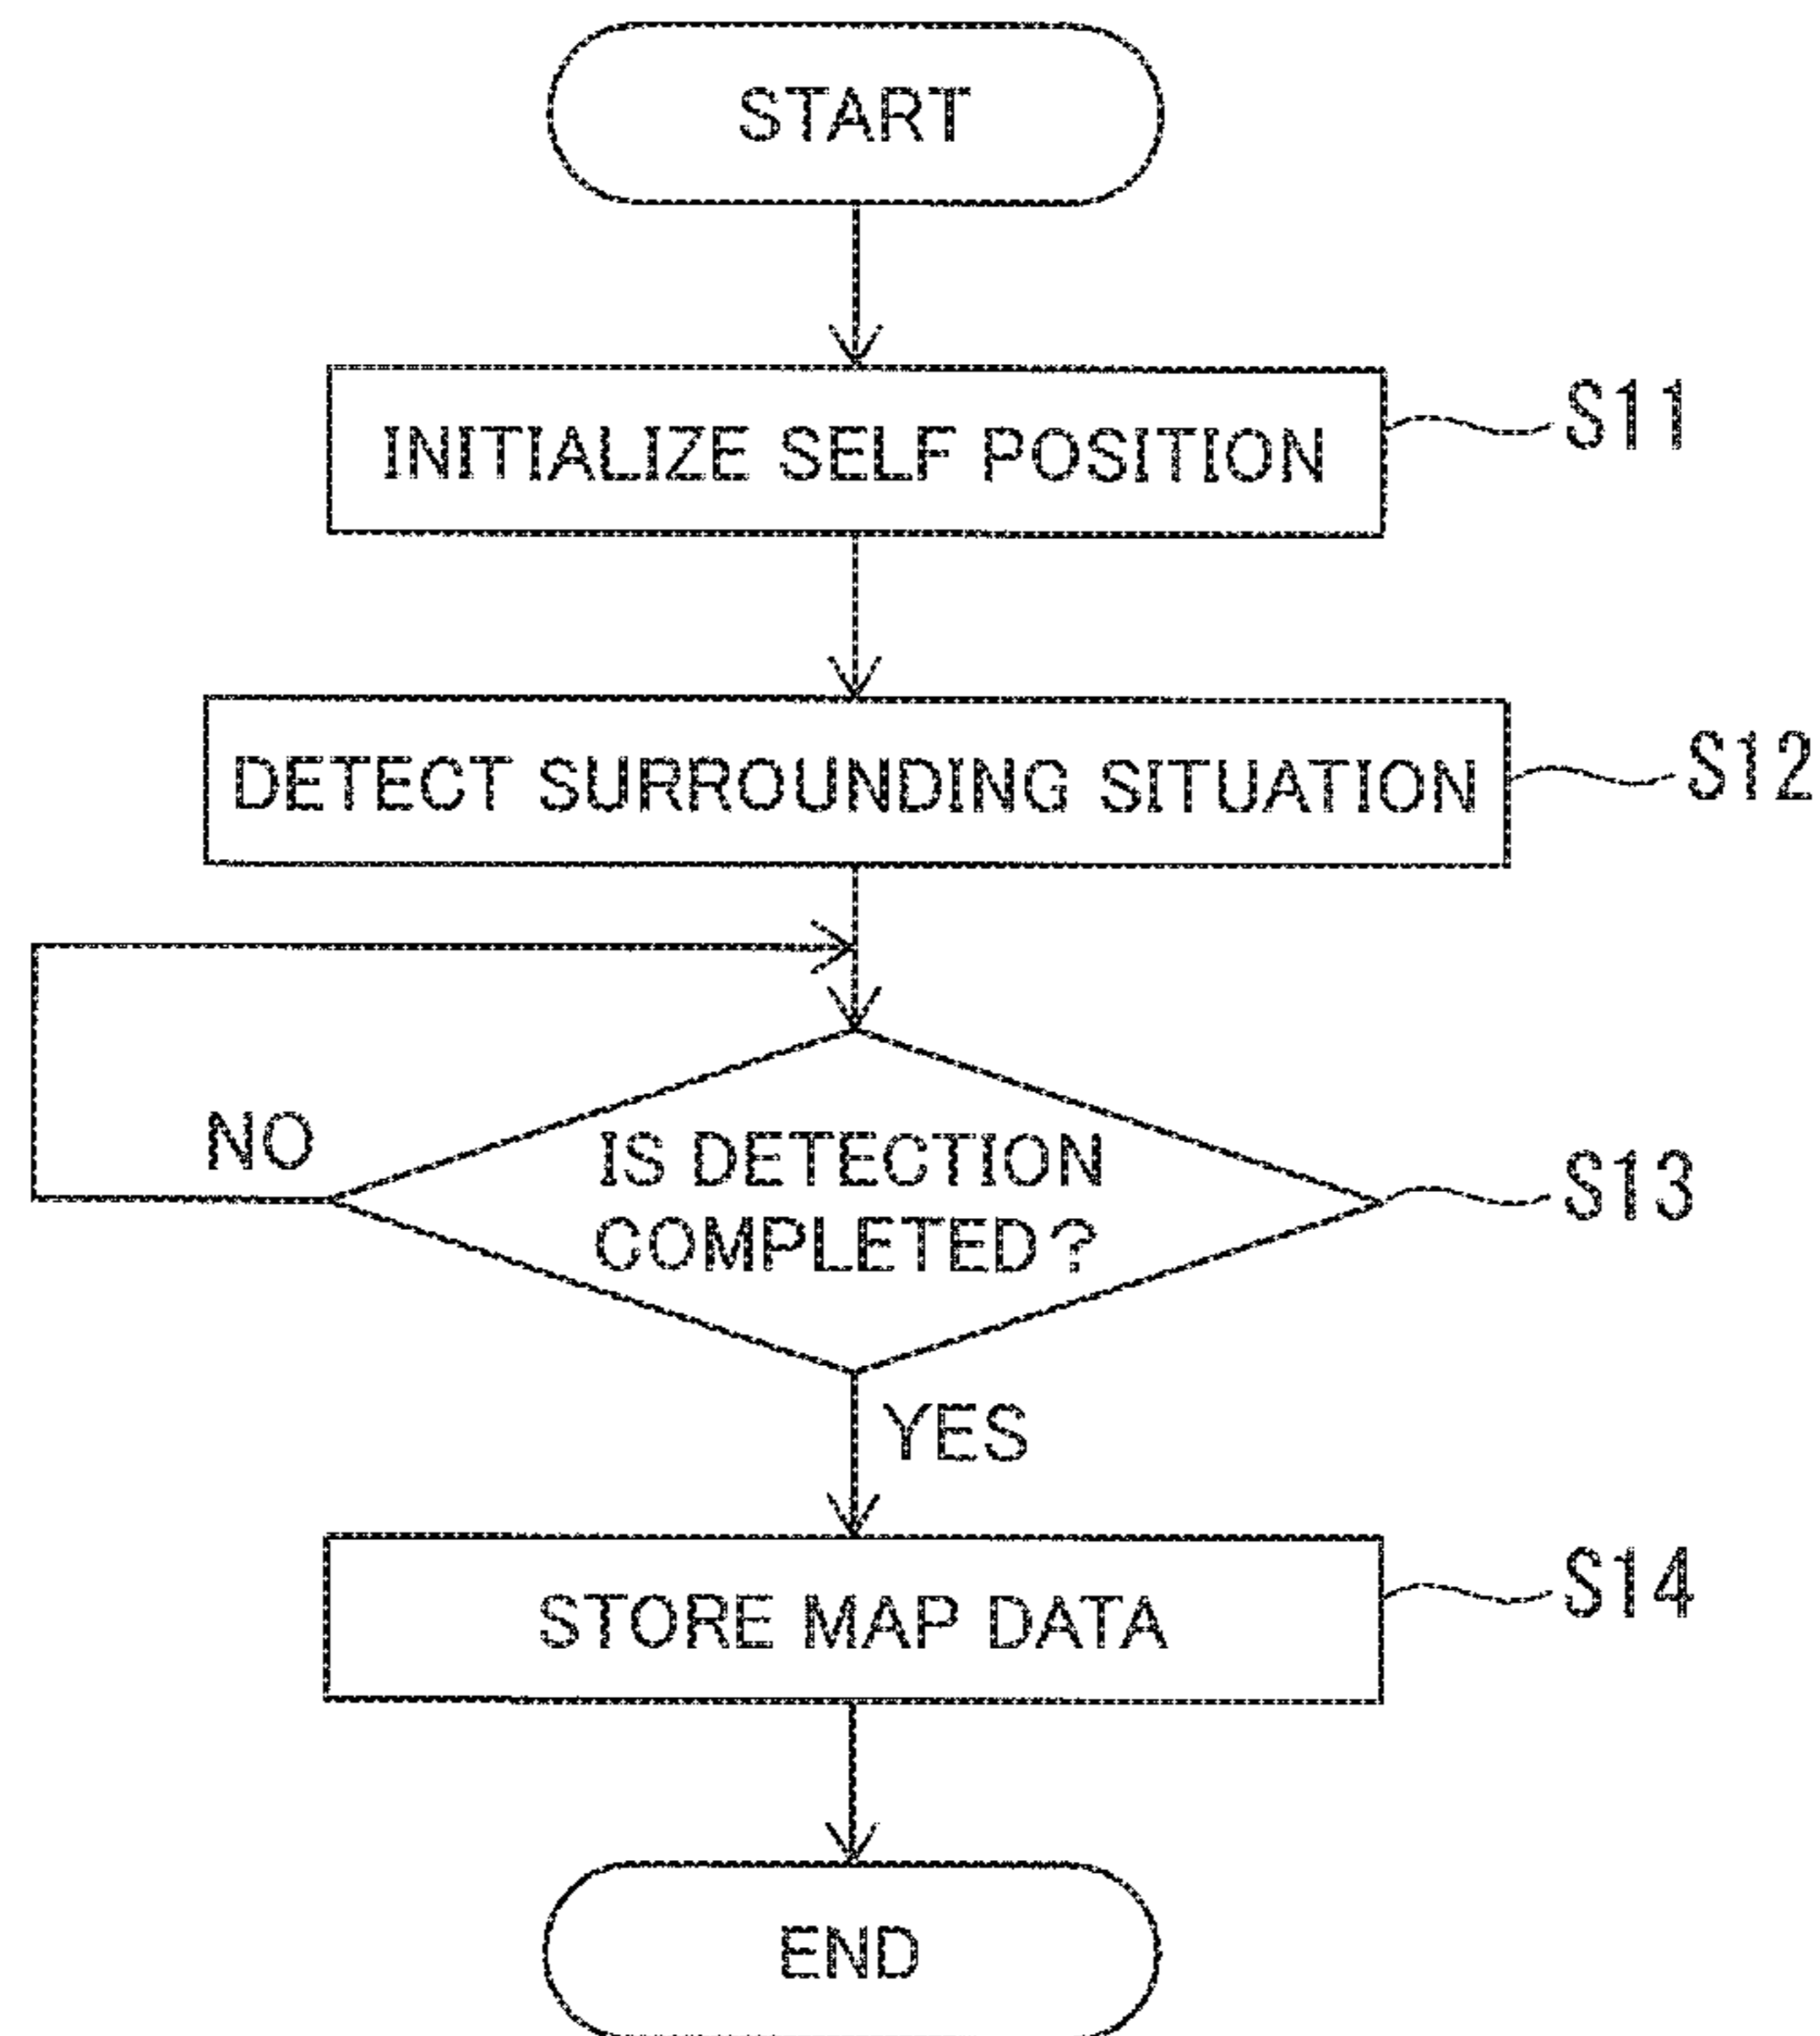 START
INITIALIZE SELF POSITION
S11
DETECT SURROUNDING SITUATION
S12
NO
IS DETECTION
COMPLETED?
S13
YES
STORE MAP DATA
S14
END